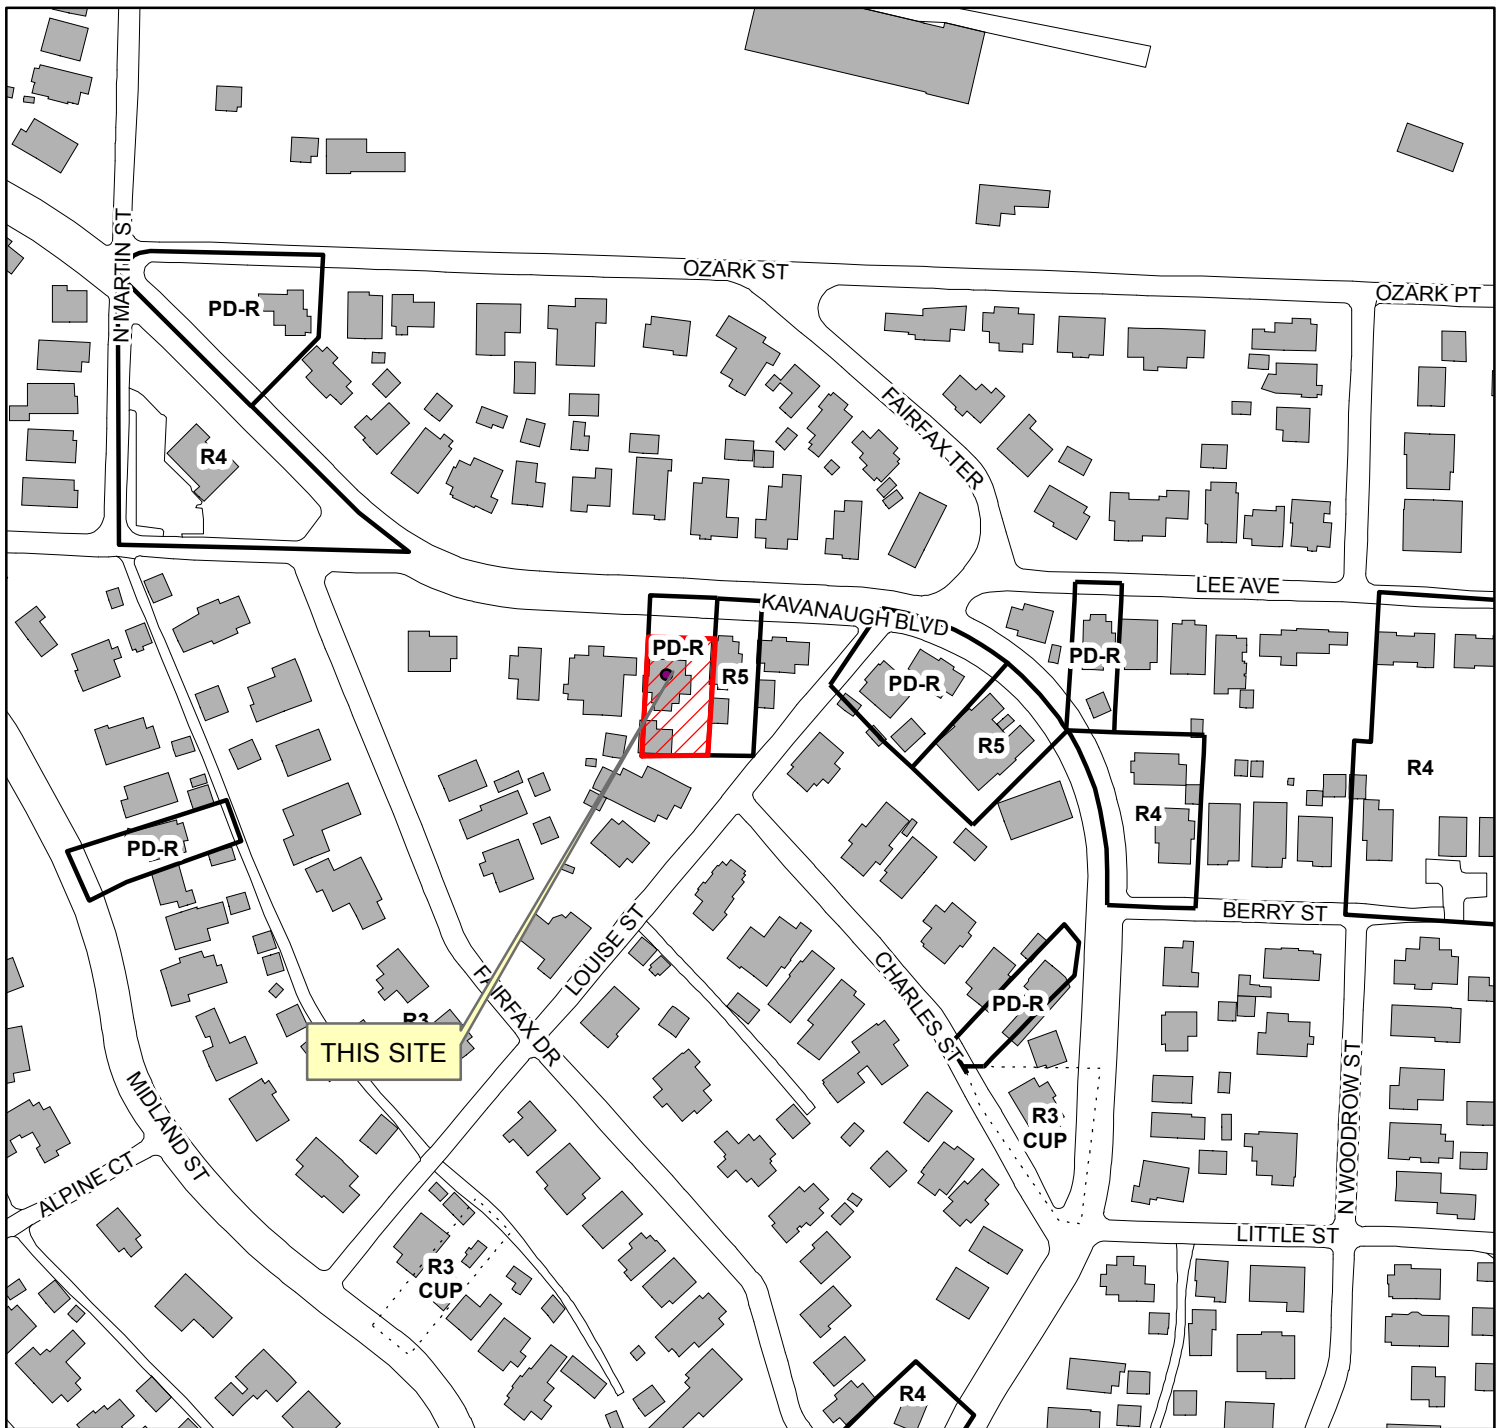 N MARTIN ST
OZARK ST
OZARK PT
PD-R
FAIRFAX TER
R4
LEE AVE
KAVANAUGH BLVD
PD-R
R5
PD-R
PD-R
R5
R4
R4
PD-R
BERRY ST
LOUISE ST
CHARLES ST
FAIRFAX DR
PD-R
R3
THIS SITE
MIDLAND ST
N WOODROW ST
R3
CUP
ALPINE CT
LITTLE ST
R3
CUP
R4